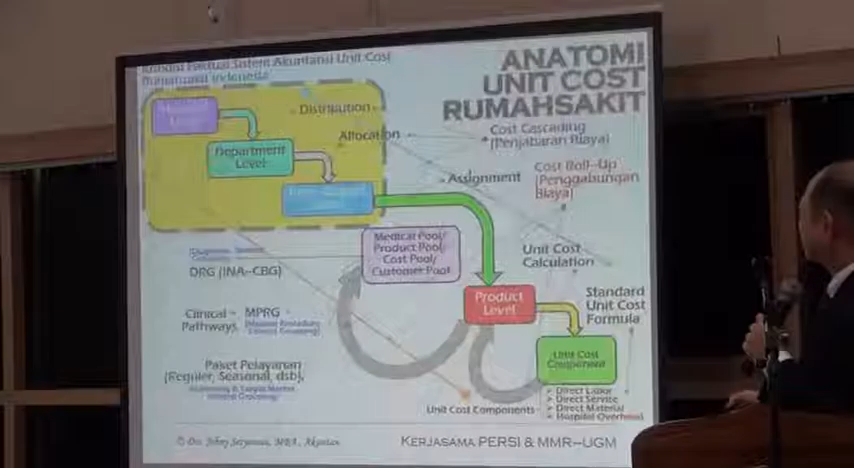 Kondisi Faktual Sistem Akuntansi Unit Cost
Rumahsakit Indonesia
ANATOMI
UNIT COST
RUMAHSAKIT
Distribution
Allocation
Department
Level
Cost Cascading
(Penjabaran Biaya)
Assignment
Cost Roll-Up
(Penggabungan
Biaya)
Medical Pool/
Product Pool/
Cost Pool/
Customer Pool
Unit Cost
Calculation
DRG (INA-CBG)
Product
Level
Standard
Unit Cost
Formula
Clinical
Pathways
MPRG
Unit Cost
Component
Paket Pelayanan
(Reguler, Seasonal, dsb),
Direct Labor
Direct Service
Direct Material
Hospital Overhead
Unit Cost Components
KERJASAMA PERSI & MMR-UGM